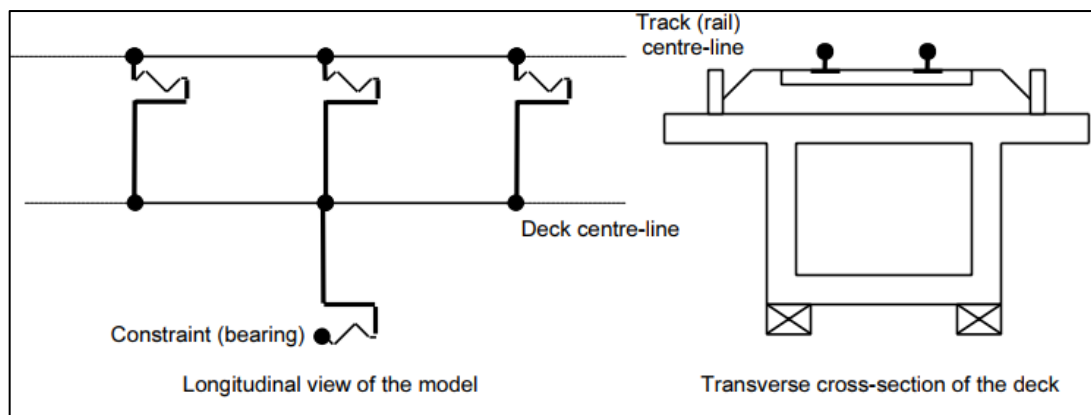 Track (rail)
centre-line
Deck centre-line
Constraint (bearing)
Longitudinal view of the model
Transverse cross-section of the deck